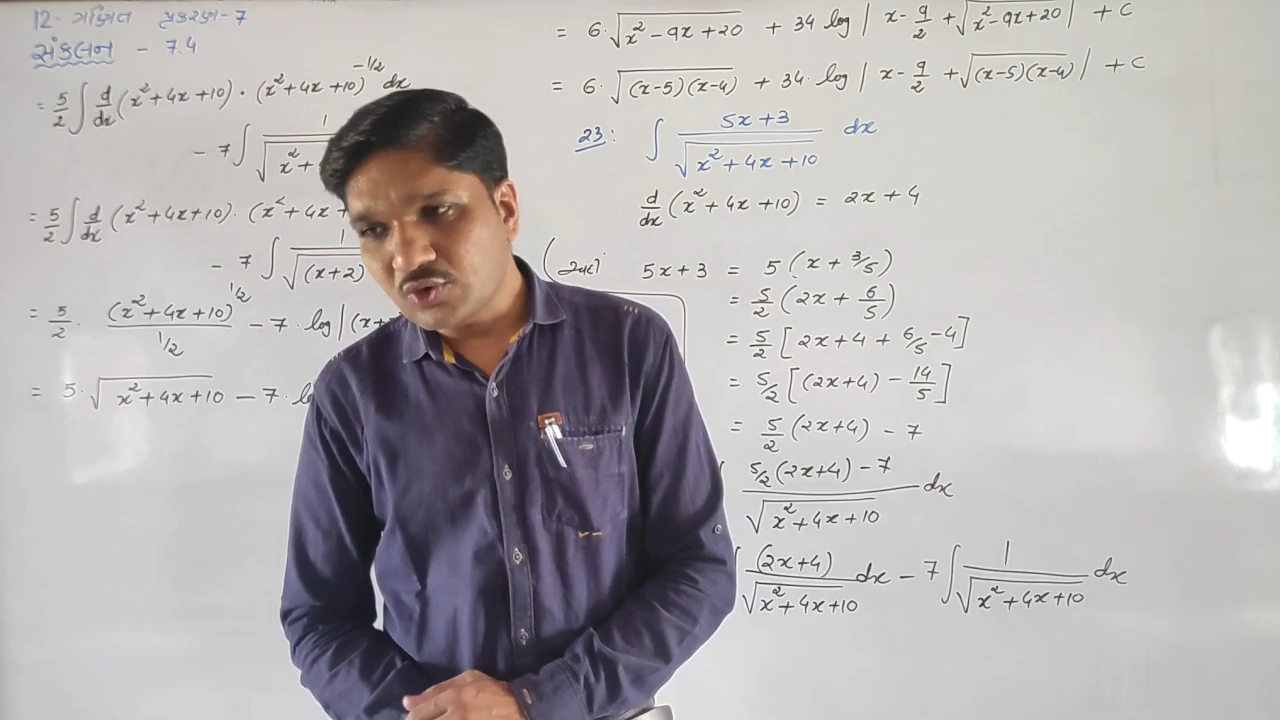 12- ગણિત પ્રકરણ-7
સંકલન - 7.4
= 5/2 ∫ d/dx (x²+4x+10) · (x²+4x+10)^(-1/2) dx
- 7 ∫ 1/√(x²+
= 5/2 ∫ d/dx (x²+4x+10) · (x²+4x+
- 7 ∫ 1/√((x+2)
= 5/2 · (x²+4x+10)^(1/2) / (1/2) - 7 · log |(x+
= 5 · √(x²+4x+10) - 7 ·
= 6 · √(x²-9x+20) + 34 log | x - 9/2 + √(x²-9x+20) | + C
= 6 · √((x-5)(x-4)) + 34 · log | x - 9/2 + √((x-5)(x-4)) | + C
23: ∫ (5x+3)/√(x²+4x+10) dx
d/dx (x²+4x+10) = 2x+4
5x+3 = 5 (x + 3/5)
= 5/2 (2x + 6/5)
= 5/2 [2x+4 + 6/5 - 4]
= 5/2 [(2x+4) - 14/5]
= 5/2 (2x+4) - 7
(5/2 (2x+4) - 7)/√(x²+4x+10) dx
(2x+4)/√(x²+4x+10) dx - 7 ∫ 1/√(x²+4x+10) dx